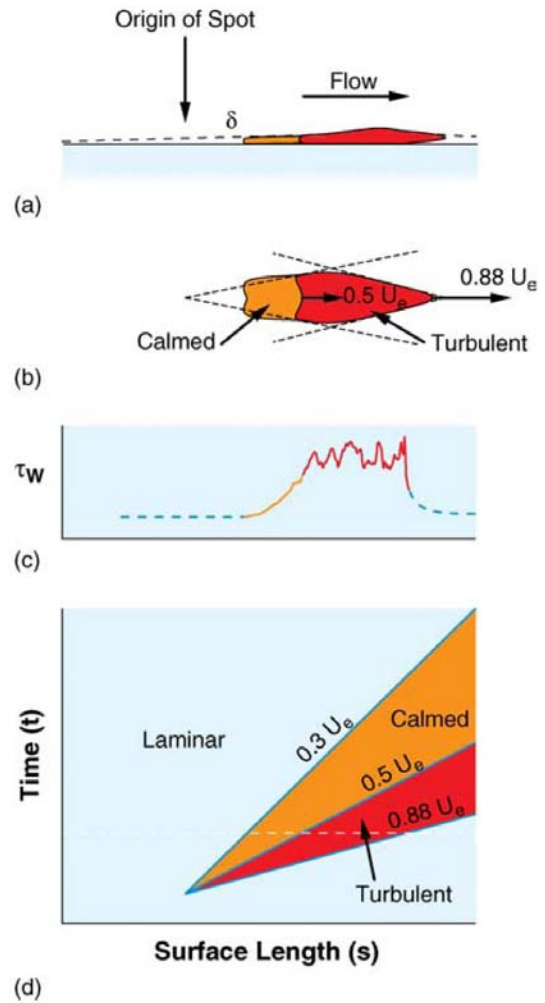 Origin of Spot
Flow
δ
(a)
0.88 Uₑ
0.5 Uₑ
Calmed
Turbulent
(b)
τw
(c)
Time (t)
Laminar
0.3 Uₑ
Calmed
0.5 Uₑ
0.88 Uₑ
Turbulent
Surface Length (s)
(d)